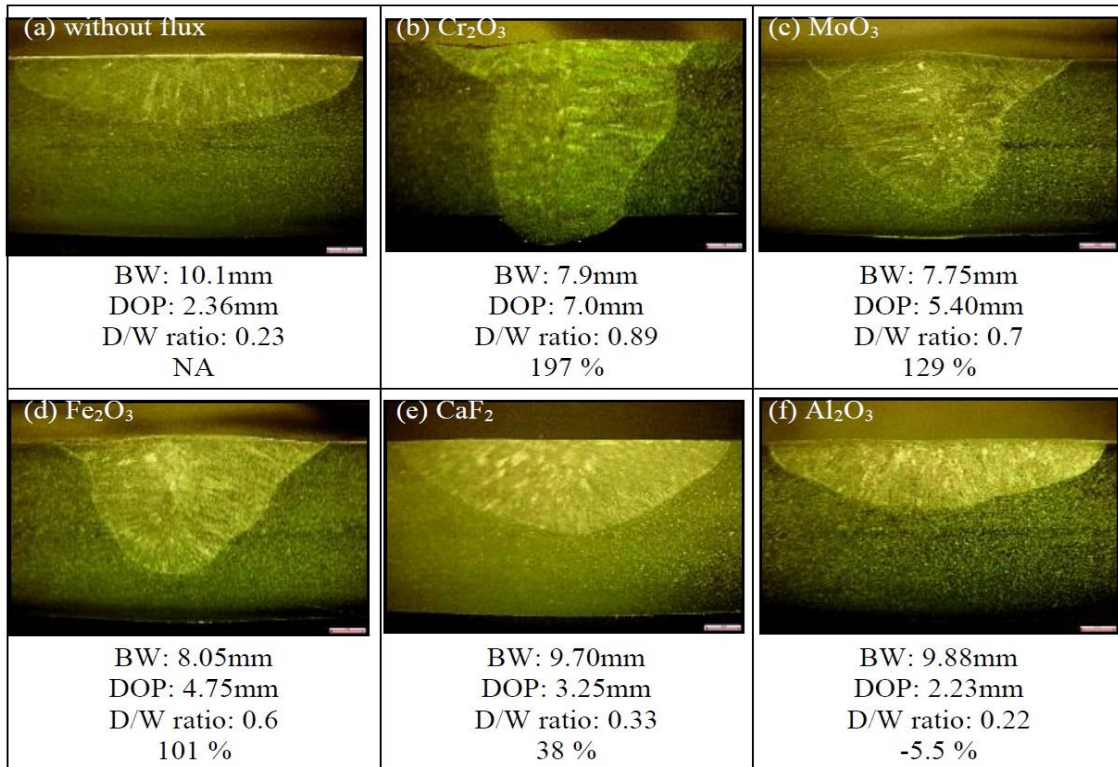 (a) without flux
BW: 10.1mm
DOP: 2.36mm
D/W ratio: 0.23
NA
(b) Cr₂O₃
BW: 7.9mm
DOP: 7.0mm
D/W ratio: 0.89
197 %
(c) MoO₃
BW: 7.75mm
DOP: 5.40mm
D/W ratio: 0.7
129 %
(d) Fe₂O₃
BW: 8.05mm
DOP: 4.75mm
D/W ratio: 0.6
101 %
(e) CaF₂
BW: 9.70mm
DOP: 3.25mm
D/W ratio: 0.33
38 %
(f) Al₂O₃
BW: 9.88mm
DOP: 2.23mm
D/W ratio: 0.22
-5.5 %